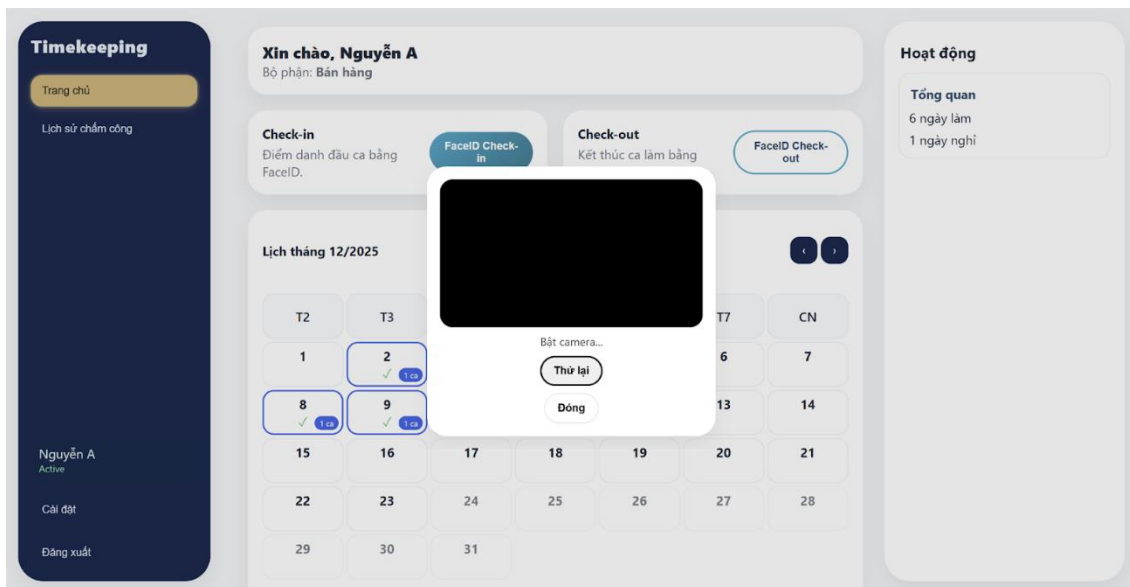 Timekeeping
Trang chủ
Lịch sử chấm công
Nguyễn A
Active
Cài đặt
Đăng xuất
Xin chào, Nguyễn A
Bộ phận: Bán hàng
Check-in
Điểm danh đầu ca bằng
FaceID.
FaceID Check-
in
Check-out
Kết thúc ca làm bằng
FaceID Check-
out
Lịch tháng 12/2025
‹ ›
T2 T3 T7 CN
1 2 6 7
✓ 1 ca
8 9 13 14
✓ 1 ca ✓ 1 ca
15 16 17 18 19 20 21
22 23 24 25 26 27 28
29 30 31
Bật camera...
Thử lại
Đóng
Hoạt động
Tổng quan
6 ngày làm
1 ngày nghỉ